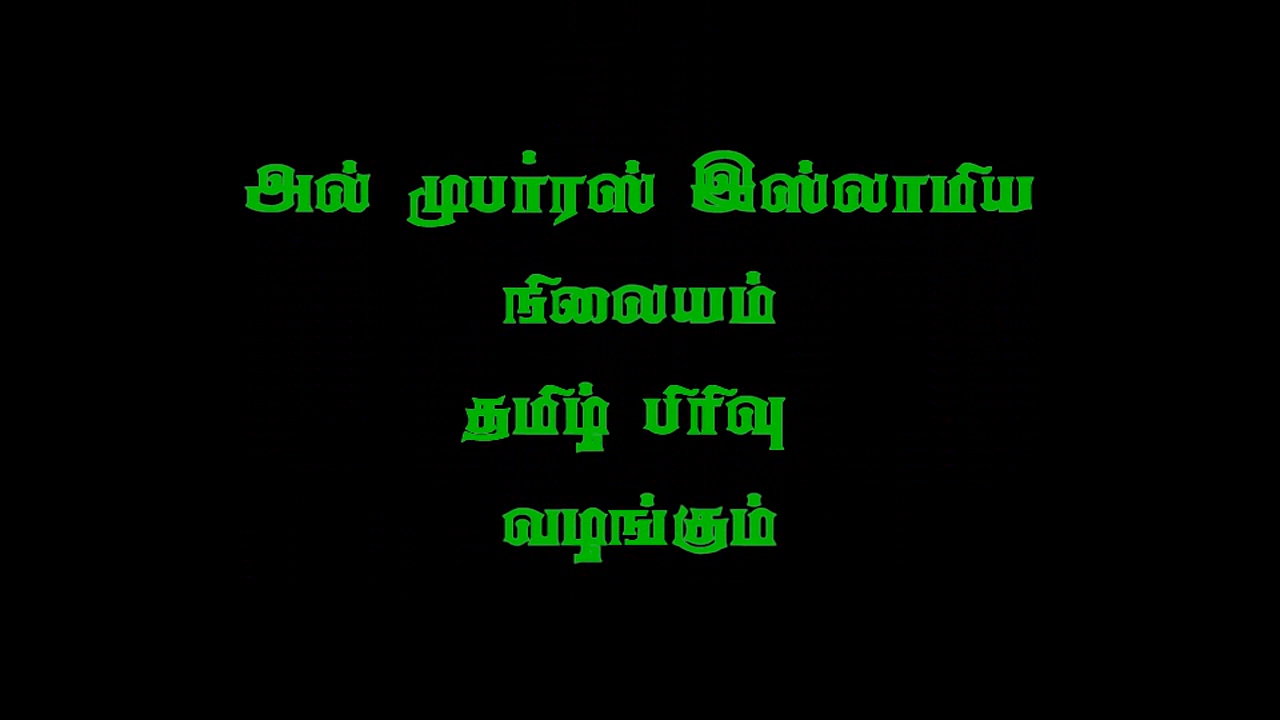 அல் முபர்ரஸ் இஸ்லாமிய
நிலையம்
தமிழ் பிரிவு
வழங்கும்